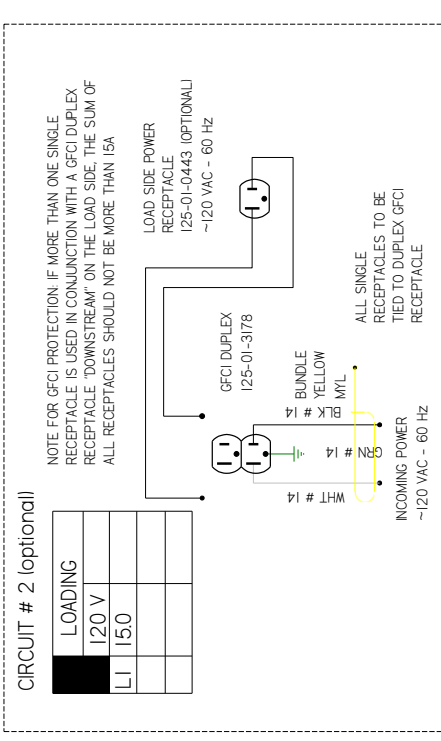 CIRCUIT # 2 (optional)
LOADING
120 V
L1 15.0
NOTE FOR GFCI PROTECTION: IF MORE THAN ONE SINGLE
RECEPTACLE IS USED IN CONJUNCTION WITH A GFCI DUPLEX
RECEPTACLE "DOWNSTREAM" ON THE LOAD SIDE, THE SUM OF
ALL RECEPTACLES SHOULD NOT BE MORE THAN 15A
LOAD SIDE POWER
RECEPTACLE
125-01-0443 (OPTIONAL)
~120 VAC - 60 Hz
GFCI DUPLEX
125-01-3178
BUNDLE
YELLOW
MYL
WHT # 14
GRN # 14
BLK # 14
INCOMING POWER
~120 VAC - 60 Hz
ALL SINGLE
RECEPTACLES TO BE
TIED TO DUPLEX GFCI
RECEPTACLE